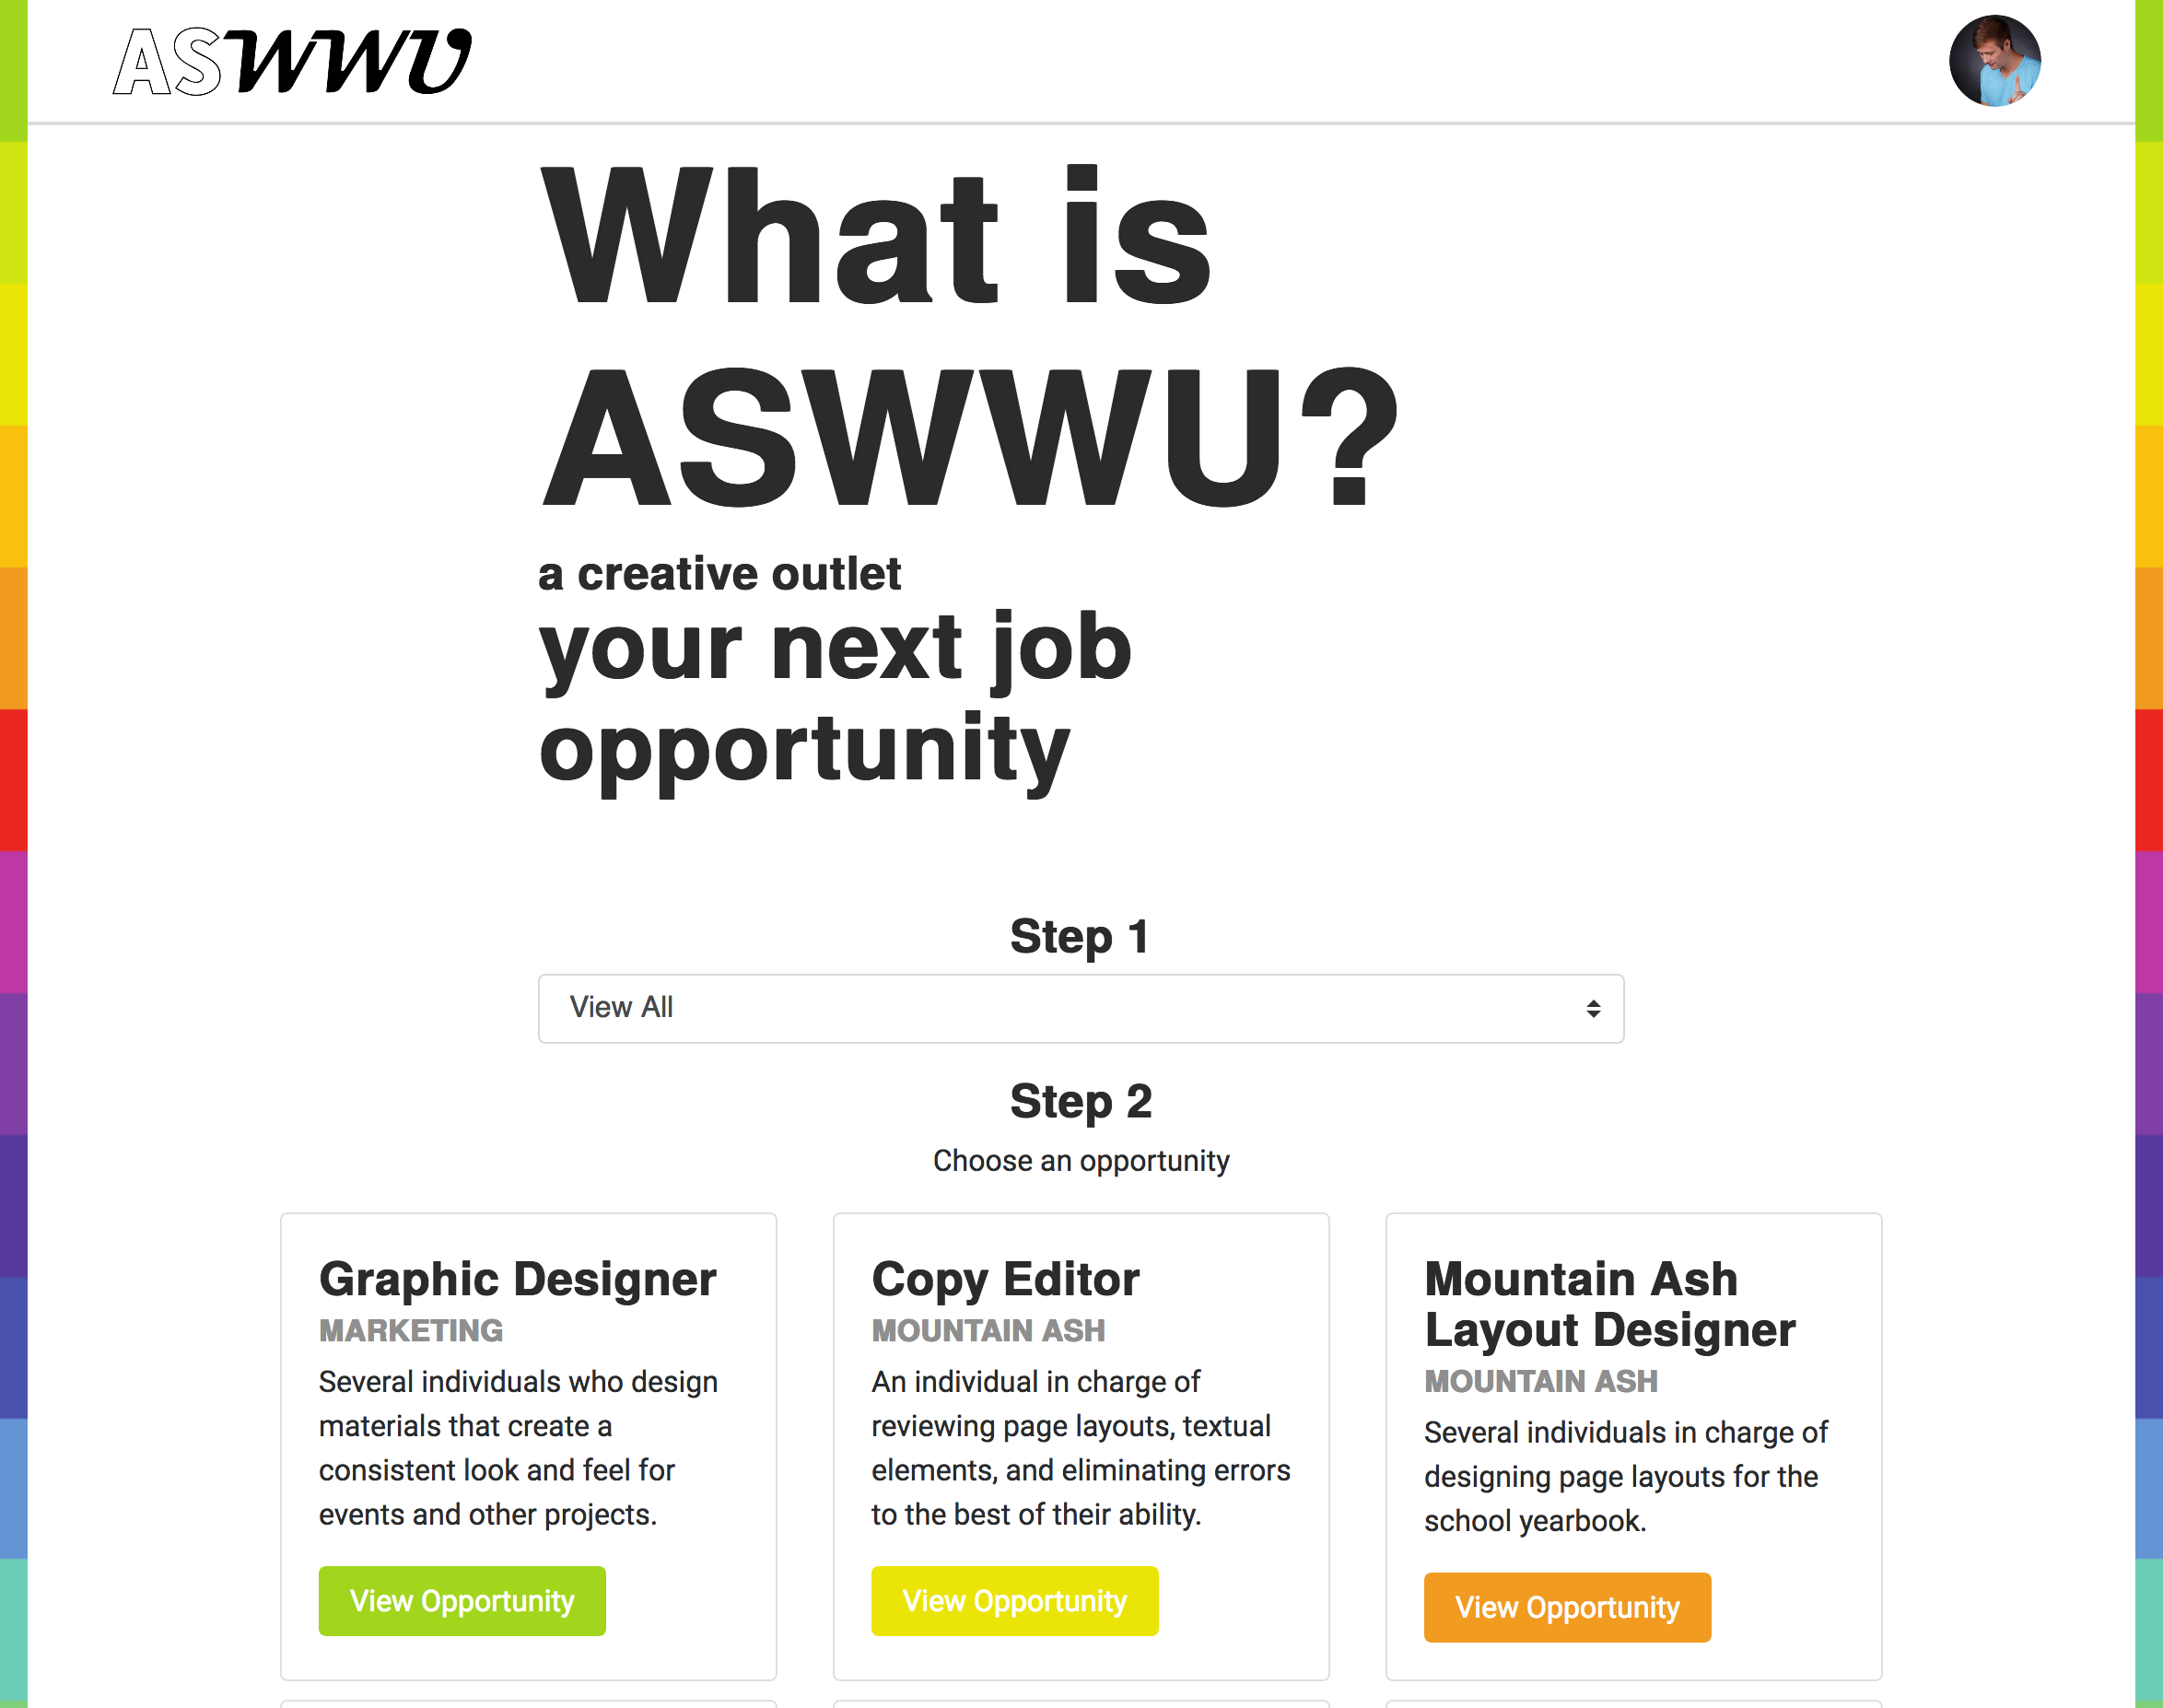 ASWWU
What is
ASWWU?
a creative outlet
your next job
opportunity
Step 1
View All
Step 2
Choose an opportunity
Graphic Designer
MARKETING
Several individuals who design
materials that create a
consistent look and feel for
events and other projects.
View Opportunity
Copy Editor
MOUNTAIN ASH
An individual in charge of
reviewing page layouts, textual
elements, and eliminating errors
to the best of their ability.
View Opportunity
Mountain Ash
Layout Designer
MOUNTAIN ASH
Several individuals in charge of
designing page layouts for the
school yearbook.
View Opportunity